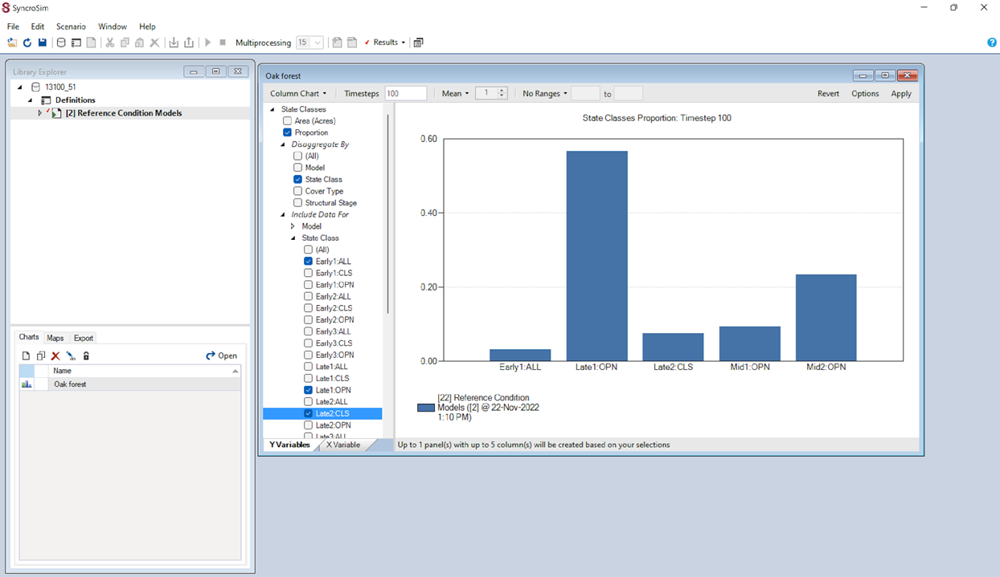 SyncroSim
File Edit Scenario Window Help
Multiprocessing 15 Results
Library Explorer
13100_51
Definitions
[2] Reference Condition Models
Charts Maps Export
Open
Name
Oak forest
Oak forest
Column Chart Timesteps 100 Mean 1 No Ranges to Revert Options Apply
State Classes
Area (Acres)
Proportion
Disaggregate By
(All)
Model
State Class
Cover Type
Structural Stage
Include Data For
Model
State Class
(All)
Early1:ALL
Early1:CLS
Early1:OPN
Early2:ALL
Early2:CLS
Early2:OPN
Early3:ALL
Early3:CLS
Early3:OPN
Late1:ALL
Late1:CLS
Late1:OPN
Late2:ALL
Late2:CLS
Late2:OPN
Late3:ALL
Y Variables X Variable
State Classes Proportion: Timestep 100
0.60
0.40
0.20
0.00
Early1:ALL Late1:OPN Late2:CLS Mid1:OPN Mid2:OPN
[22] Reference Condition
Models ([2] @ 22-Nov-2022
1:10 PM)
Up to 1 panel(s) with up to 5 column(s) will be created based on your selections